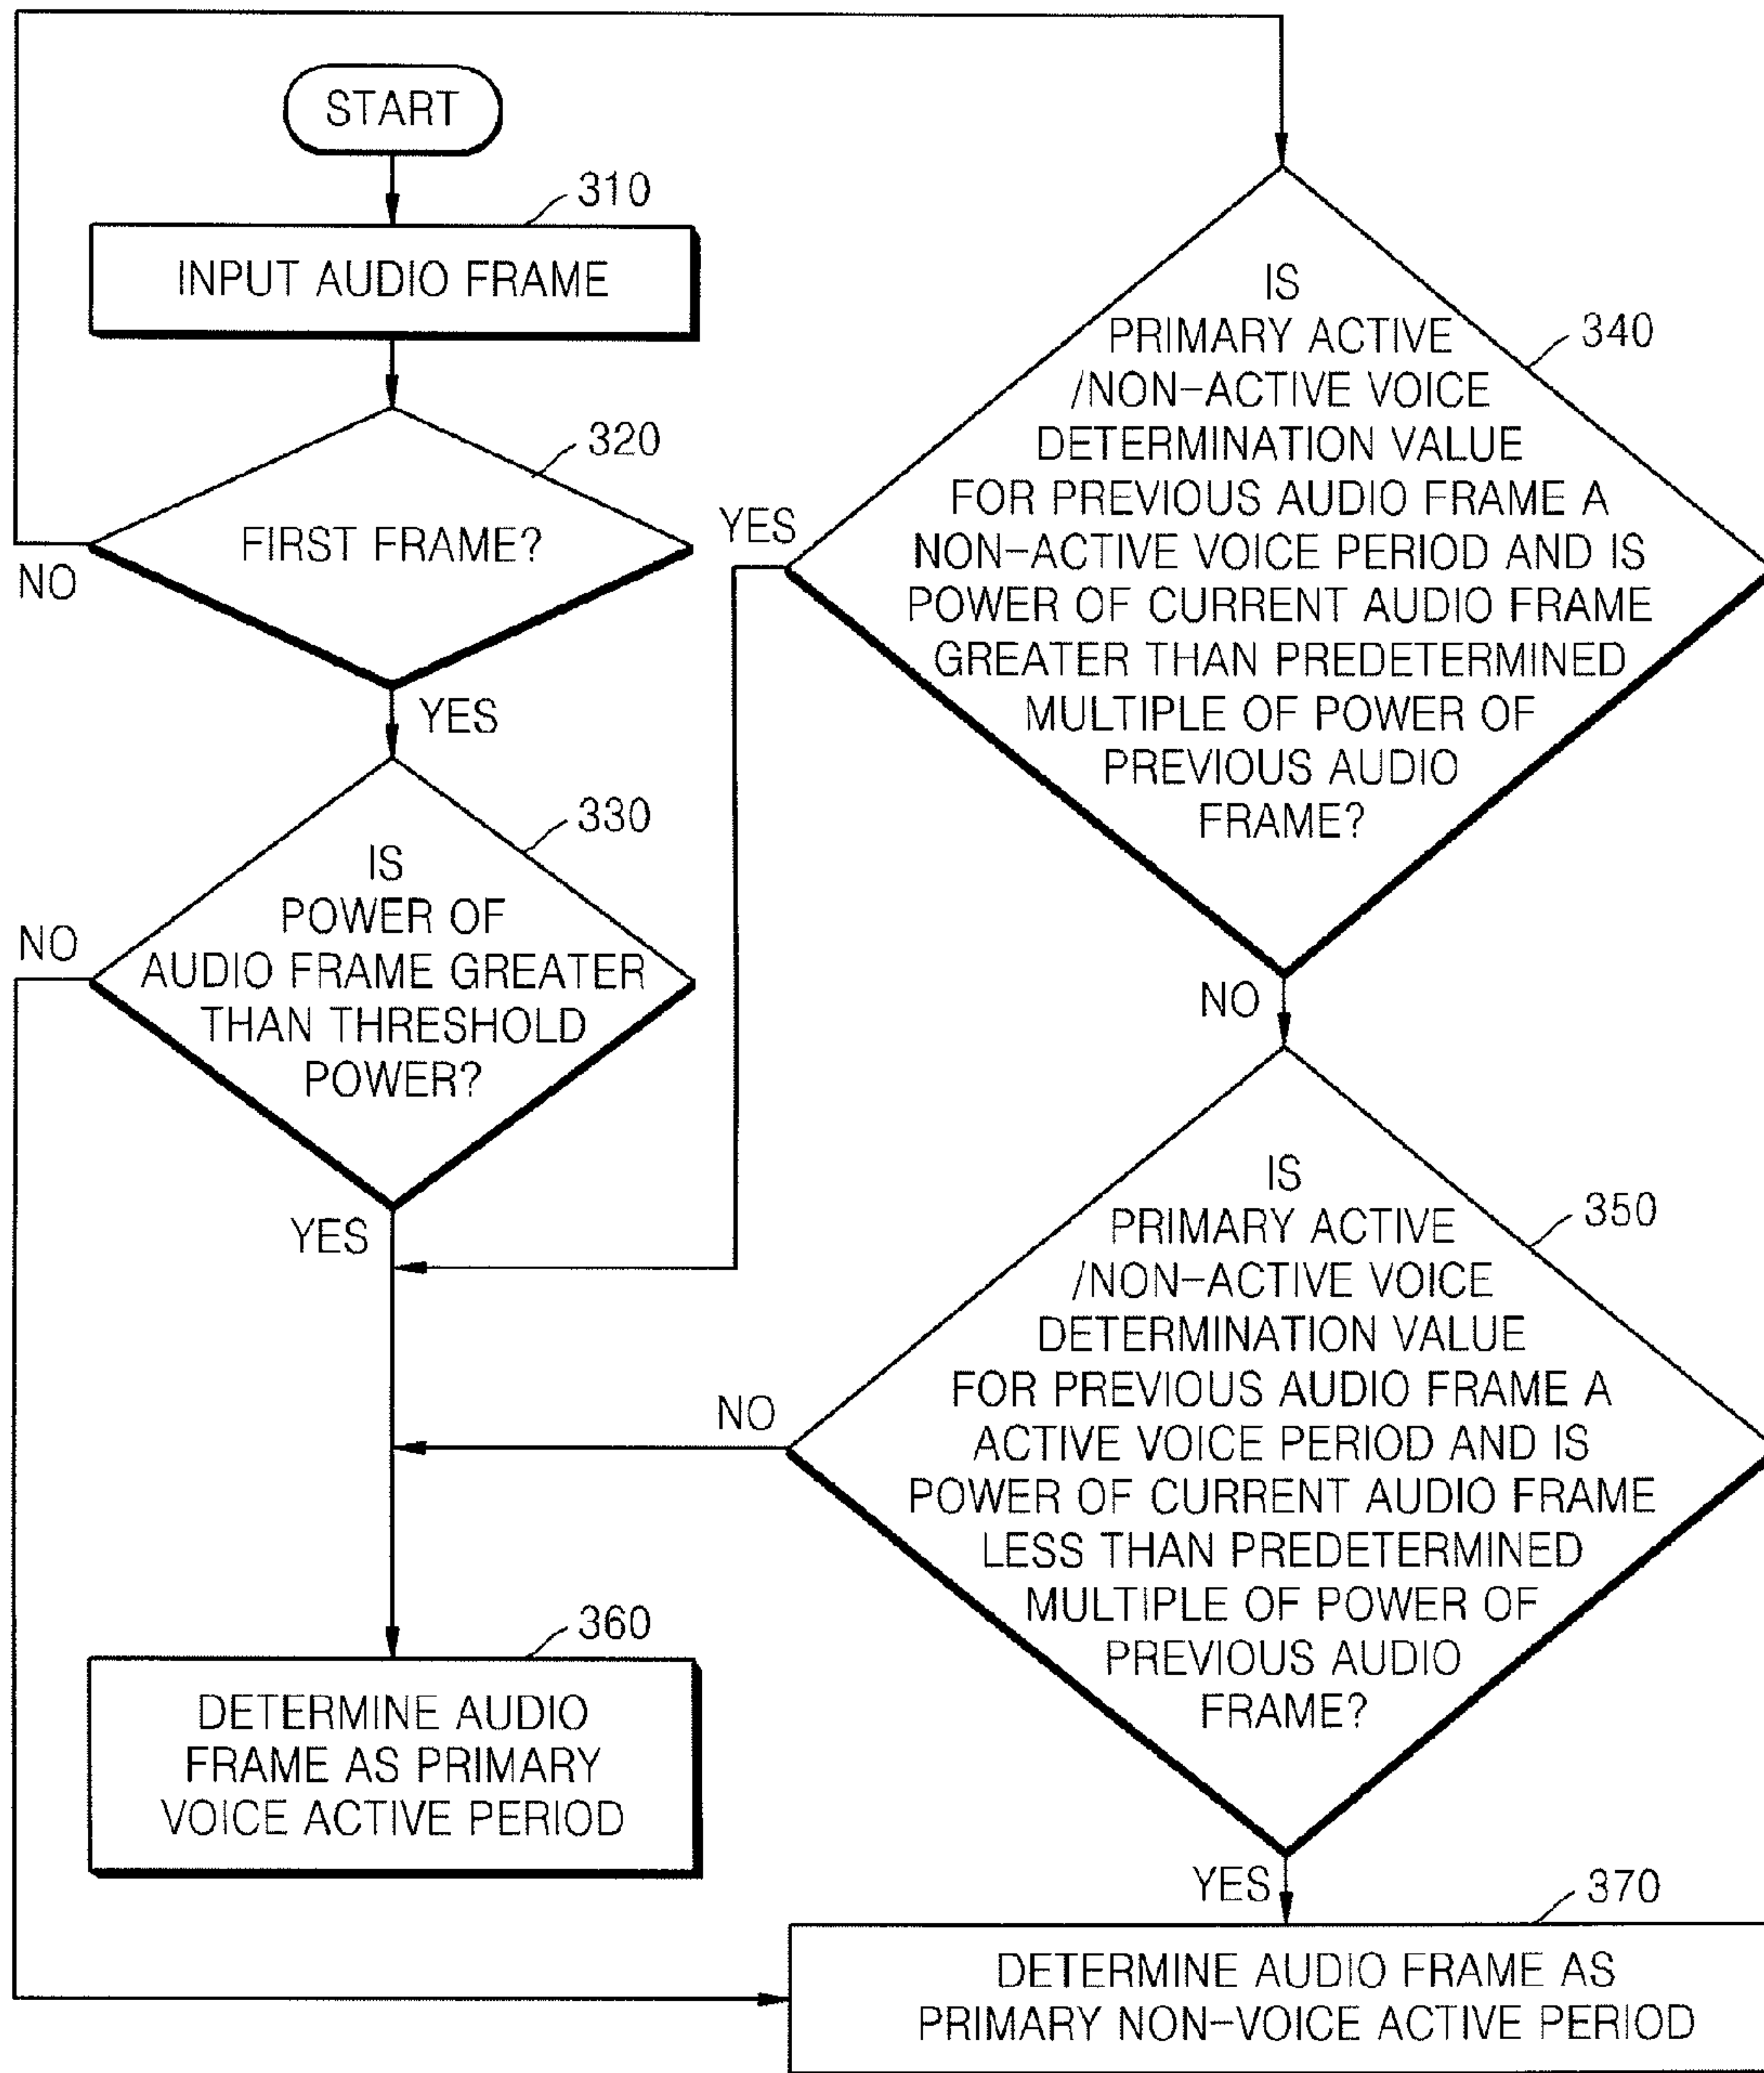 START
310
INPUT AUDIO FRAME
320
FIRST FRAME?
NO
YES
330
IS
POWER OF
AUDIO FRAME GREATER
THAN THRESHOLD
POWER?
NO
YES
340
IS
PRIMARY ACTIVE
/NON-ACTIVE VOICE
DETERMINATION VALUE
FOR PREVIOUS AUDIO FRAME A
NON-ACTIVE VOICE PERIOD AND IS
POWER OF CURRENT AUDIO FRAME
GREATER THAN PREDETERMINED
MULTIPLE OF POWER OF
PREVIOUS AUDIO
FRAME?
YES
NO
350
IS
PRIMARY ACTIVE
/NON-ACTIVE VOICE
DETERMINATION VALUE
FOR PREVIOUS AUDIO FRAME A
ACTIVE VOICE PERIOD AND IS
POWER OF CURRENT AUDIO FRAME
LESS THAN PREDETERMINED
MULTIPLE OF POWER OF
PREVIOUS AUDIO
FRAME?
NO
YES
360
DETERMINE AUDIO
FRAME AS PRIMARY
VOICE ACTIVE PERIOD
370
DETERMINE AUDIO FRAME AS
PRIMARY NON-VOICE ACTIVE PERIOD